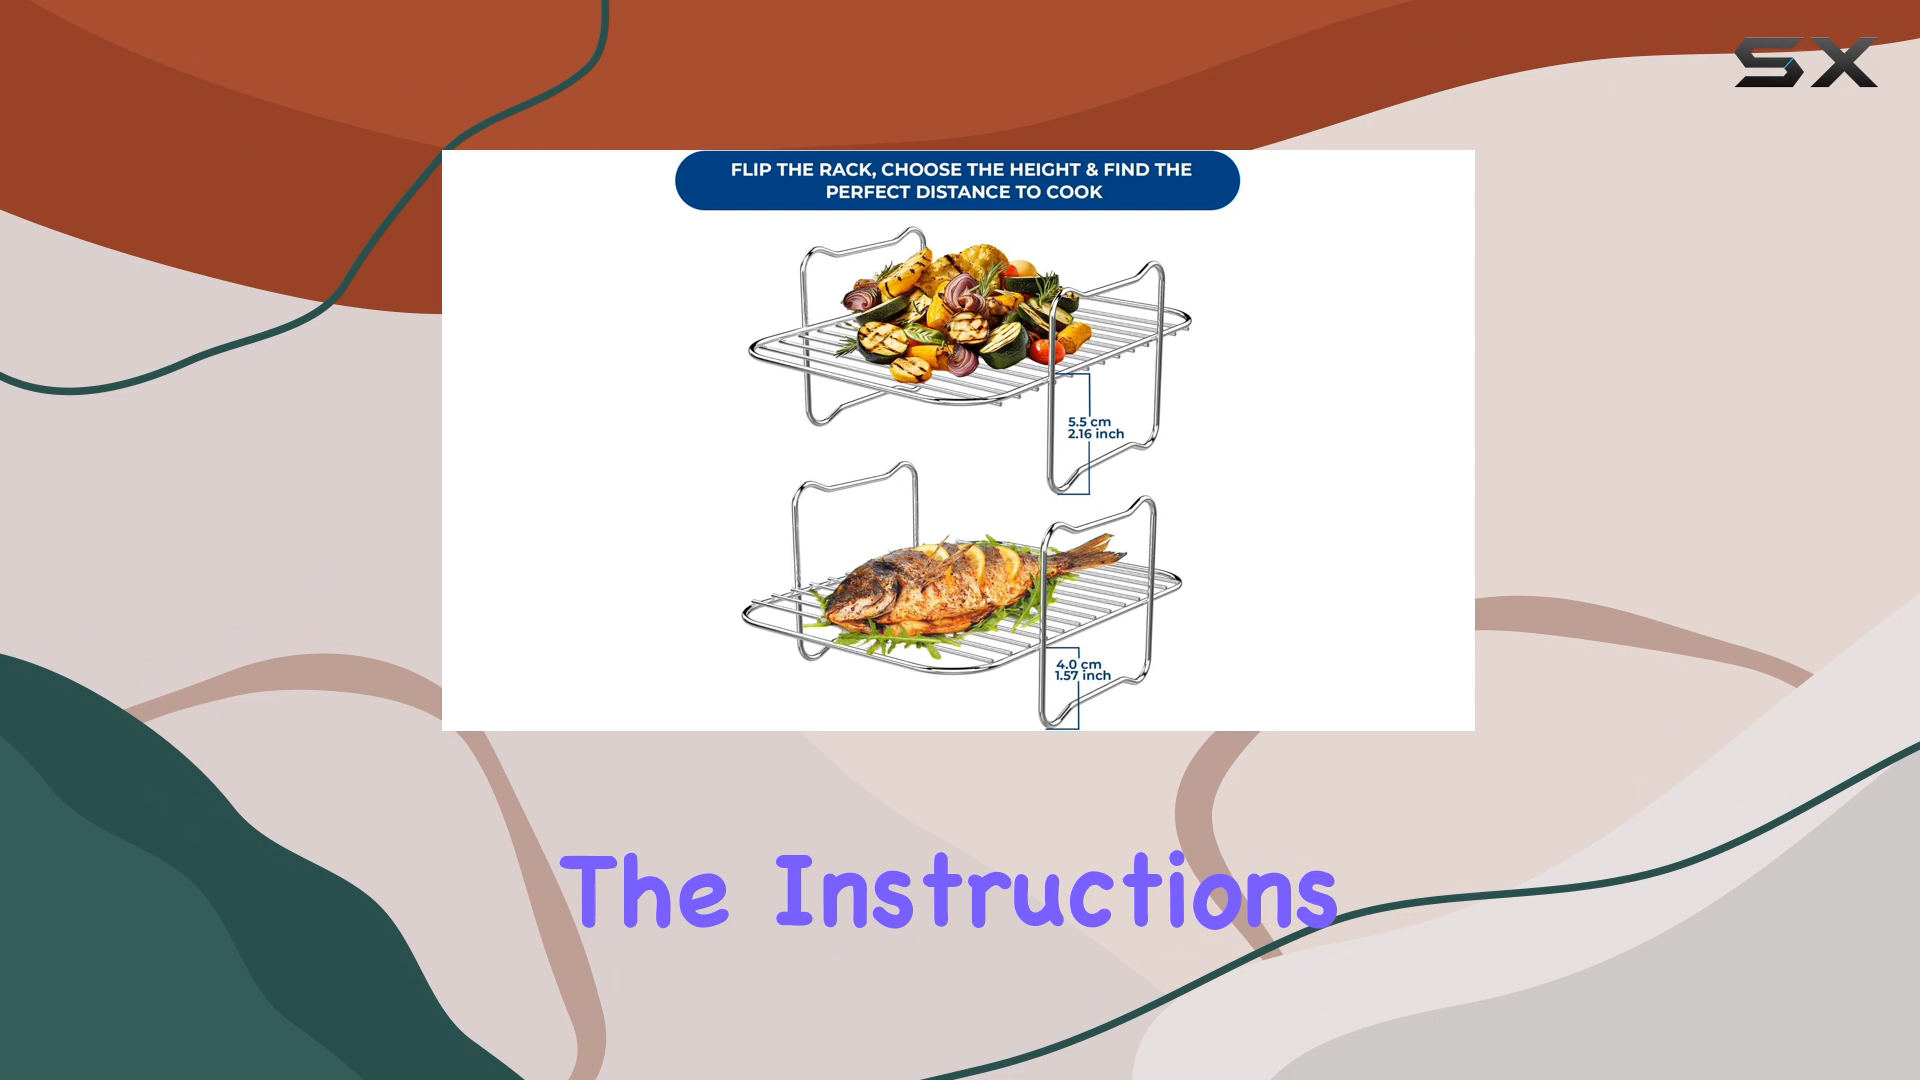 SX
FLIP THE RACK, CHOOSE THE HEIGHT & FIND THE
PERFECT DISTANCE TO COOK
5.5 cm
2.16 inch
4.0 cm
1.57 inch
The Instructions